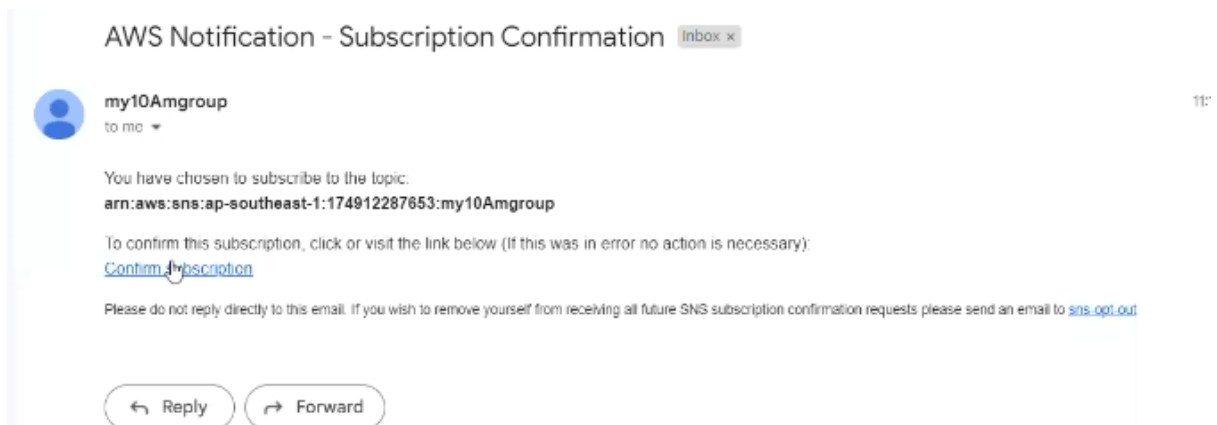 AWS Notification - Subscription Confirmation Inbox ×
my10Amgroup
11:
to me
You have chosen to subscribe to the topic:
arn:aws:sns:ap-southeast-1:174912287653:my10Amgroup
To confirm this subscription, click or visit the link below (If this was in error no action is necessary):
Confirm subscription
Please do not reply directly to this email. If you wish to remove yourself from receiving all future SNS subscription confirmation requests please send an email to sns-opt-out
Reply Forward